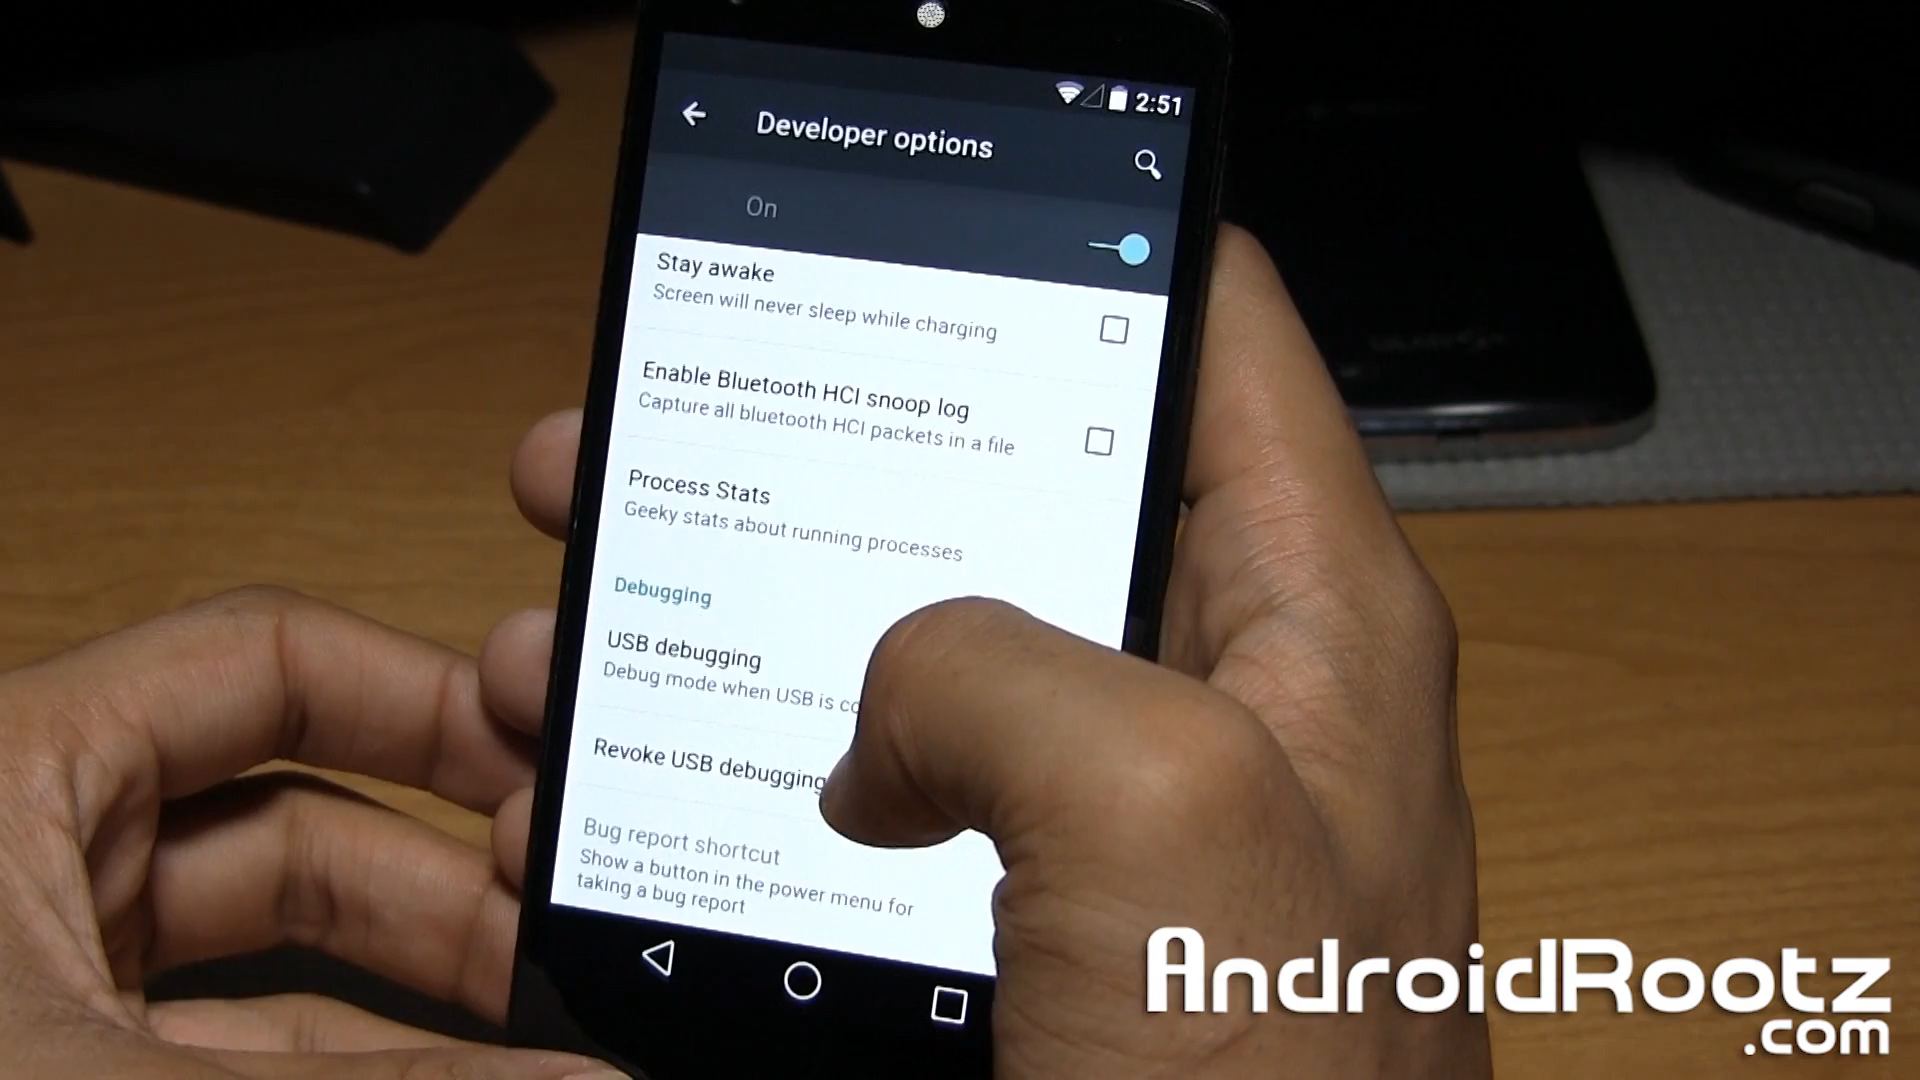 2:51
Developer options
On
Stay awake
Screen will never sleep while charging
Enable Bluetooth HCI snoop log
Capture all bluetooth HCI packets in a file
Process Stats
Geeky stats about running processes
Debugging
USB debugging
Debug mode when USB is
Revoke USB debugging
Bug report shortcut
Show a button in the power menu for
taking a bug report
AndroidRootz
.com